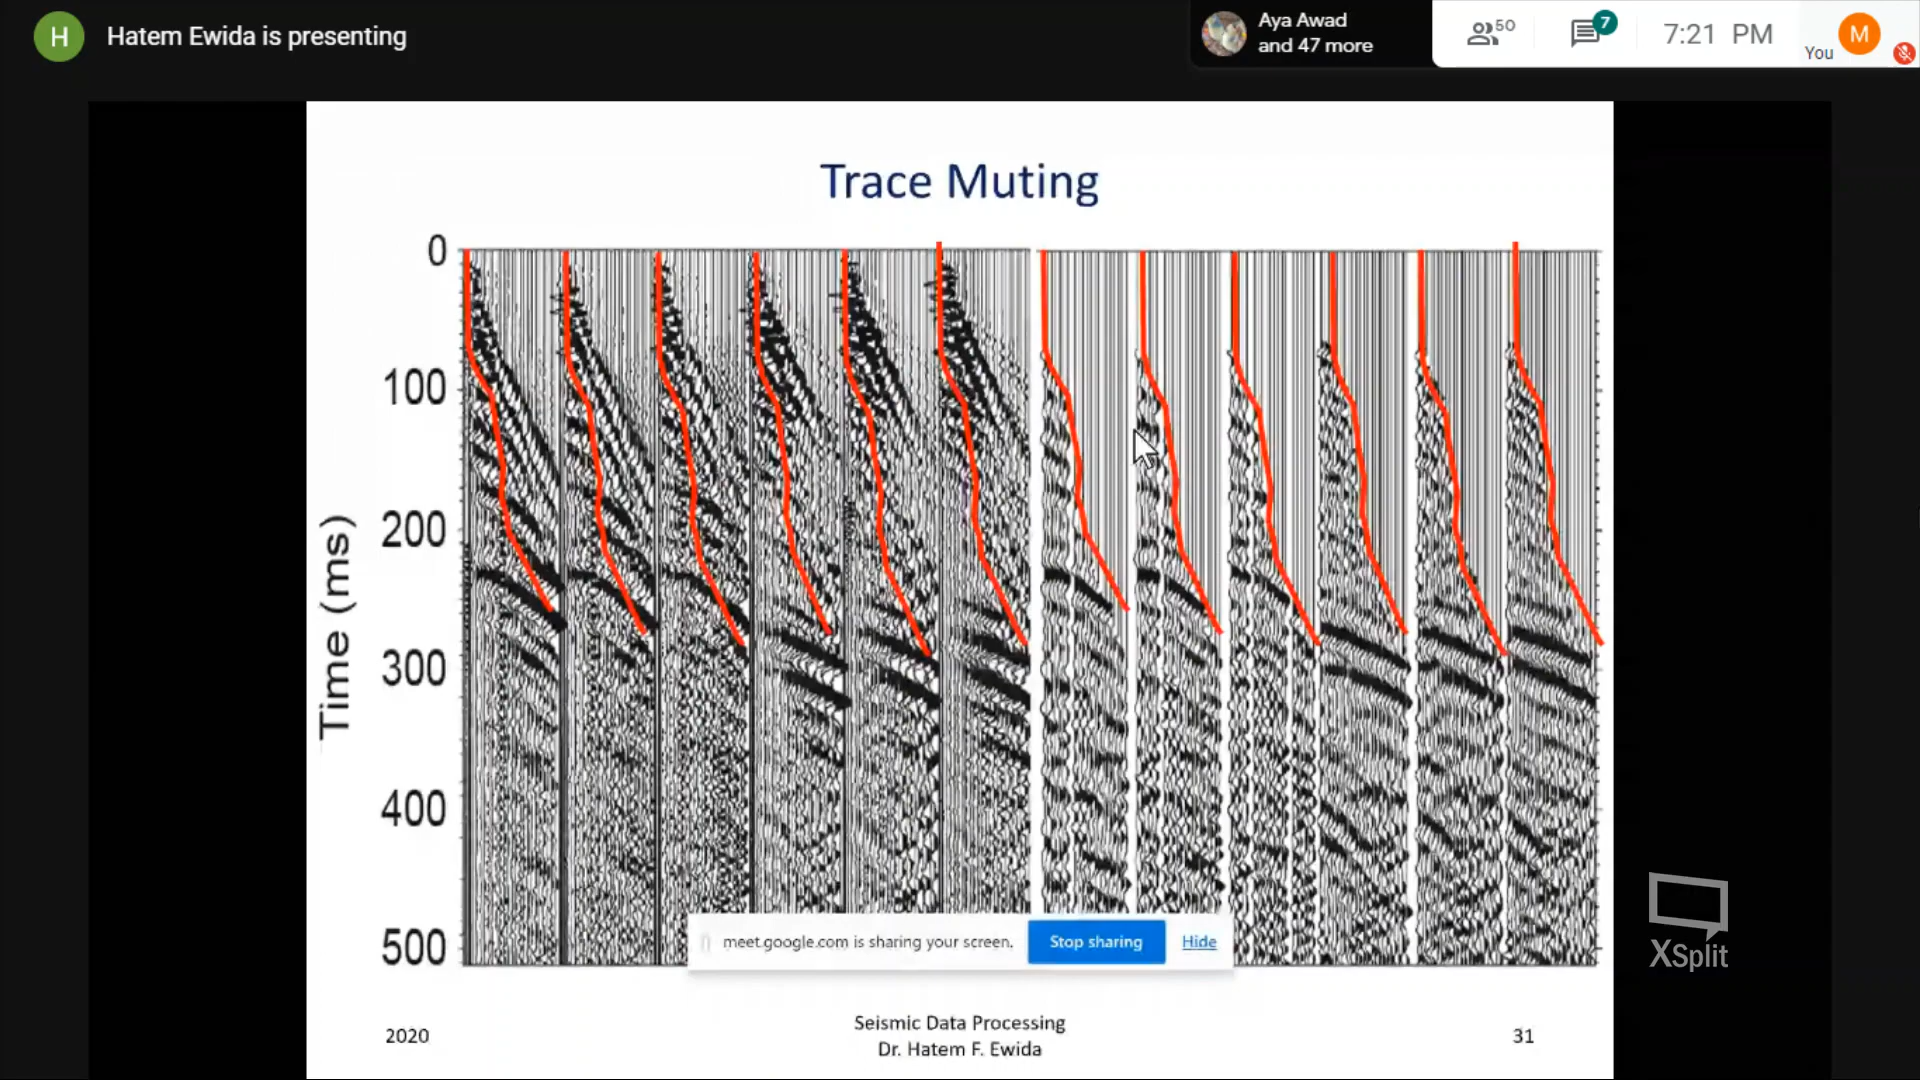 H
Hatem Ewida is presenting
Aya Awad
and 47 more
50
7
7:21 PM
You
M
Trace Muting
0
100
200
300
400
500
Time (ms)
meet.google.com is sharing your screen.
Stop sharing
Hide
XSplit
2020
Seismic Data Processing
Dr. Hatem F. Ewida
31